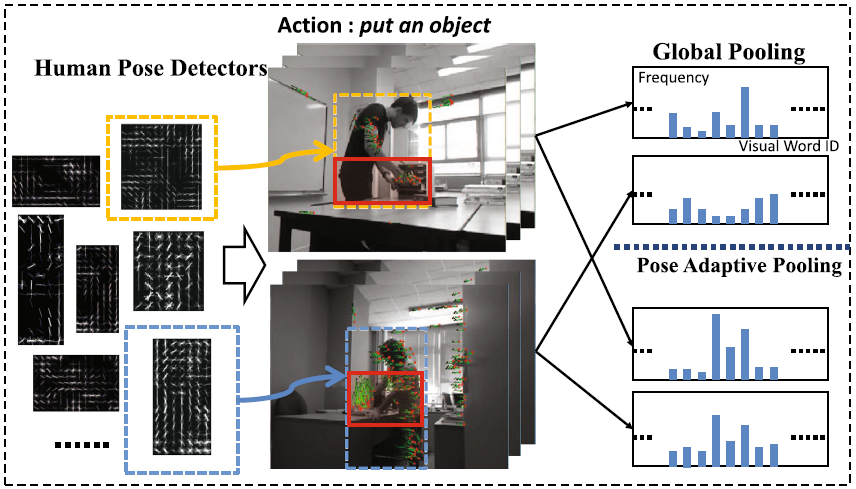 Action : put an object
Human Pose Detectors
Global Pooling
Frequency
Visual Word ID
Pose Adaptive Pooling